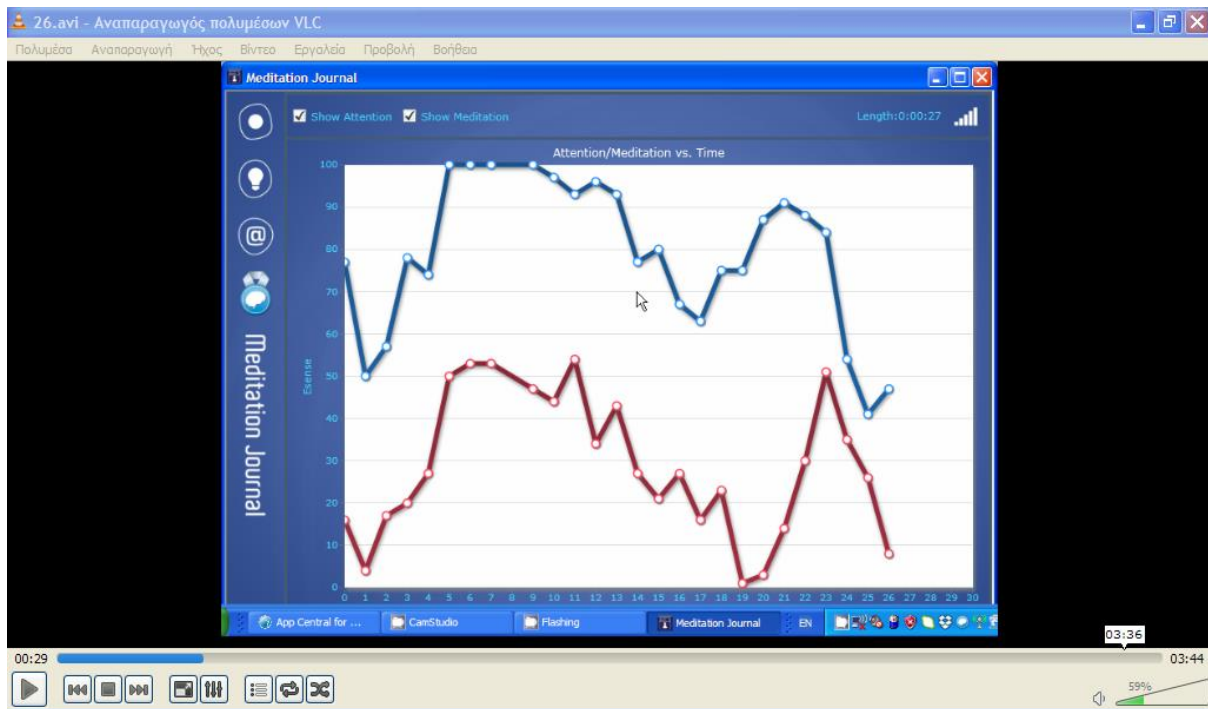 26.avi - Αναπαραγωγός πολυμέσων VLC
Πολυμέσα Αναπαραγωγή Ήχος Βίντεο Εργαλεία Προβολή Βοήθεια
Meditation Journal
Show Attention Show Meditation Length:0:00:27
Attention/Meditation vs. Time
100
90
80
70
60
50
40
30
20
10
0
Esense
0 1 2 3 4 5 6 7 8 9 10 11 12 13 14 15 16 17 18 19 20 21 22 23 24 25 26 27 28 29 30
@
Meditation Journal
App Central for ... CamStudio Flashing Meditation Journal EN
03:36
00:29 03:44
59%